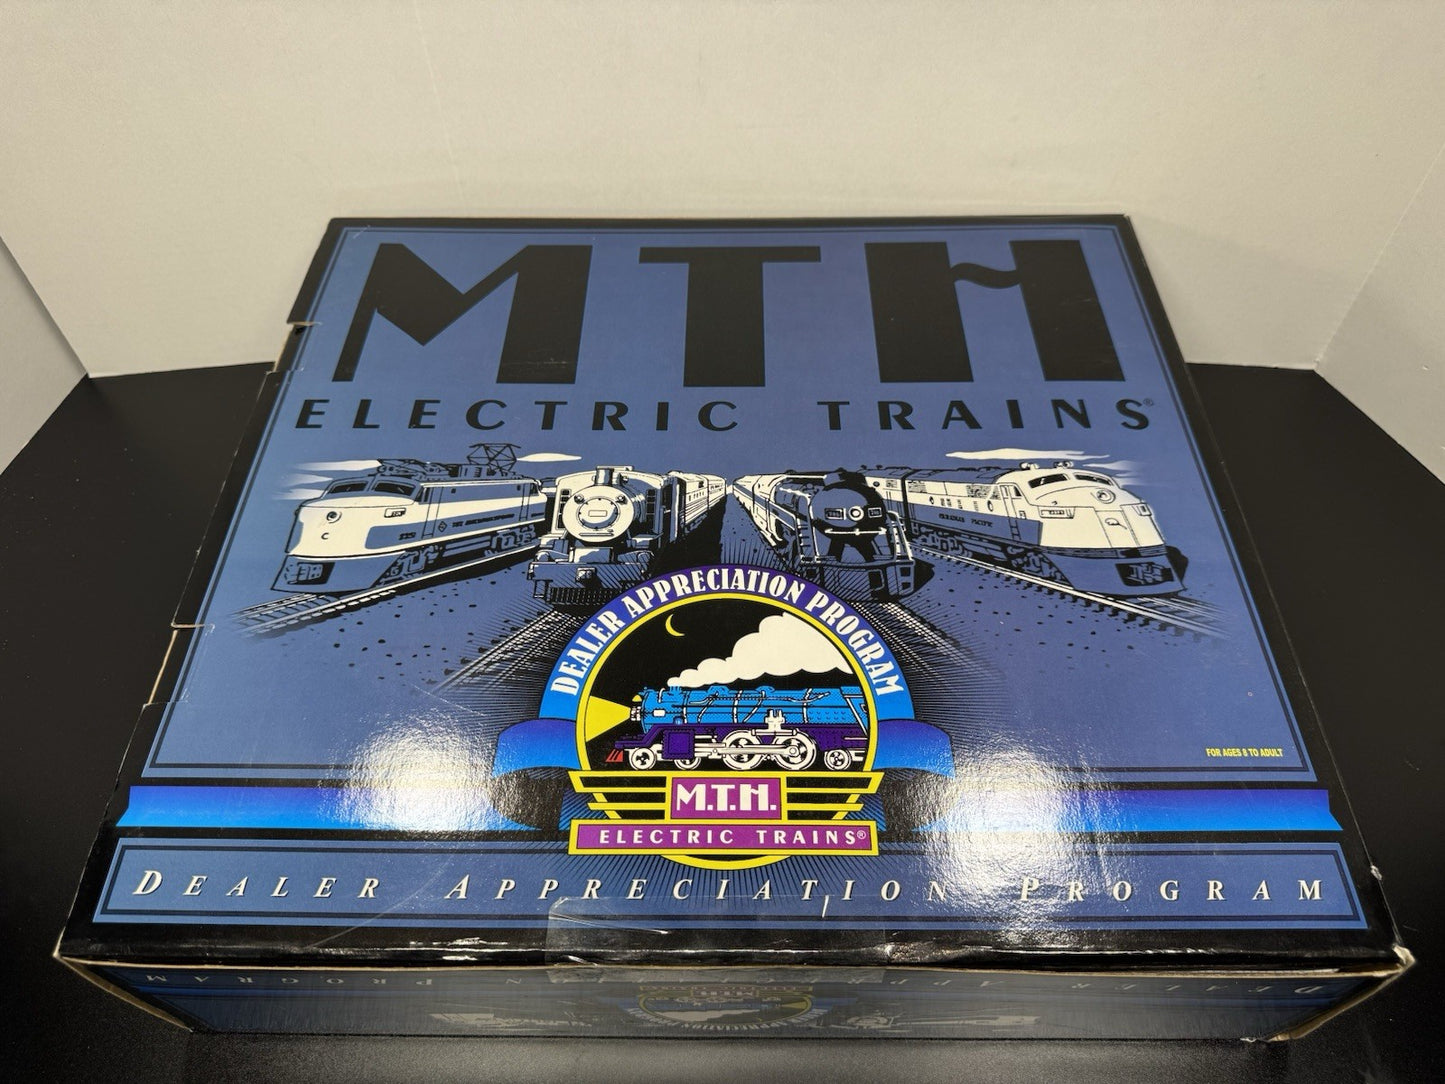 MTH
ELECTRIC TRAINS®
DEALER APPRECIATION PROGRAM
FOR AGES 8 TO ADULT
M.T.H.
ELECTRIC TRAINS®
DEALER APPRECIATION PROGRAM